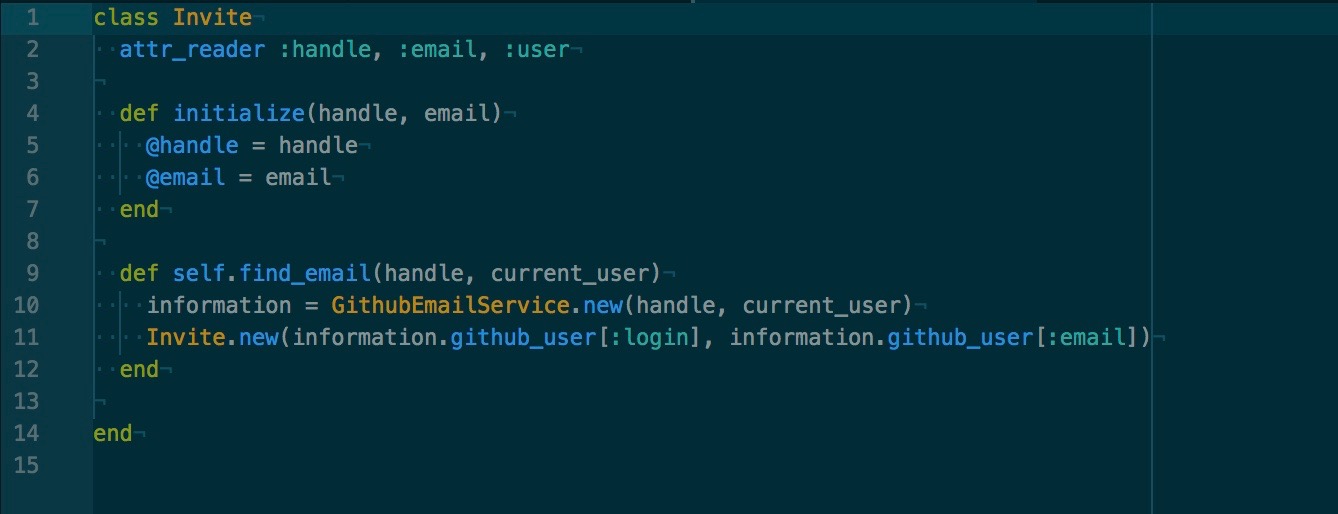 1 class Invite¬
2 ··attr_reader :handle, :email, :user¬
3 ¬
4 ··def initialize(handle, email)¬
5 ····@handle = handle¬
6 ····@email = email¬
7 ··end¬
8 ¬
9 ··def self.find_email(handle, current_user)¬
10 ····information = GithubEmailService.new(handle, current_user)¬
11 ····Invite.new(information.github_user[:login], information.github_user[:email])¬
12 ··end¬
13 ¬
14 end¬
15